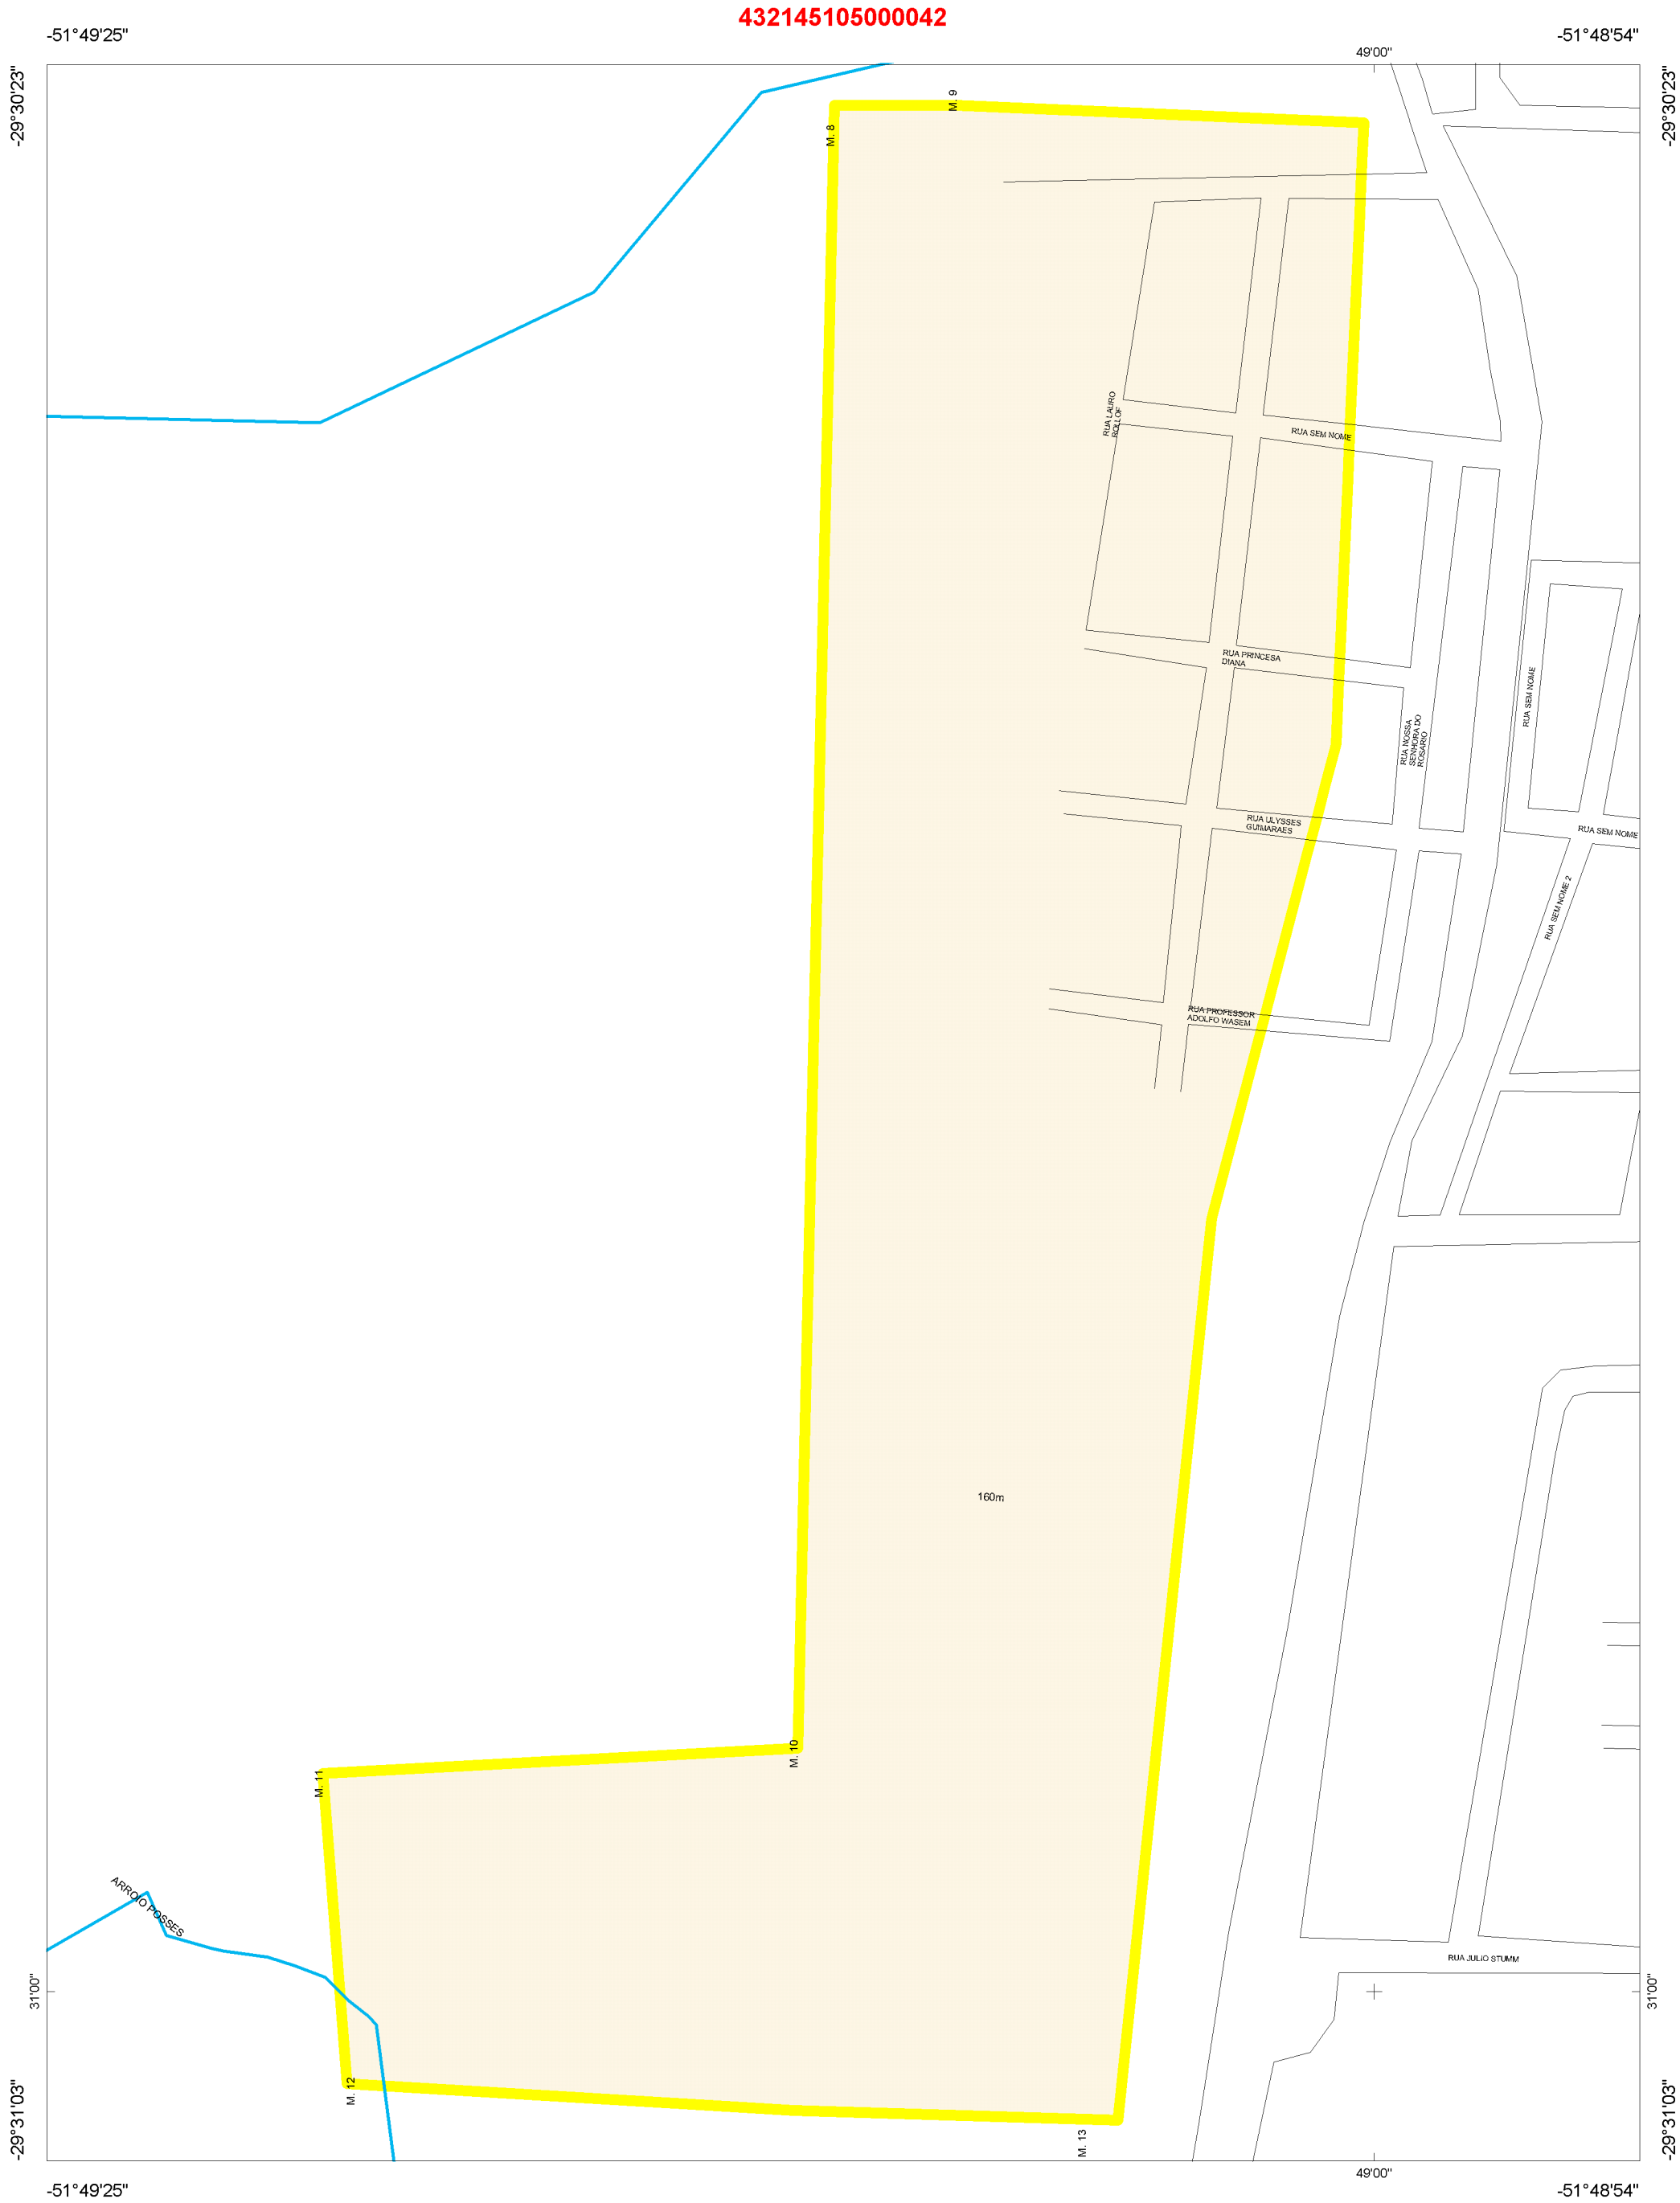 432145105000042
-51°49'25"
-51°48'54"
49'00"
-29°30'23"
-29°30'23"
M. 9
M. 8
RUA LAURO
ROLLOF
RUA SEM NOME
RUA PRINCESA
DIANA
RUA SEM NOME
RUA NOSSA
SENHORA DO
ROSARIO
RUA ULYSSES
GUIMARAES
RUA SEM NOME
RUA SEM NOME 2
RUA PROFESSOR
ADOLFO WASEM
160m
M. 10
M. 11
ARROIO POSSES
RUA JULIO STUMM
31'00"
31'00"
M. 12
M. 13
-29°31'03"
-29°31'03"
49'00"
-51°49'25"
-51°48'54"